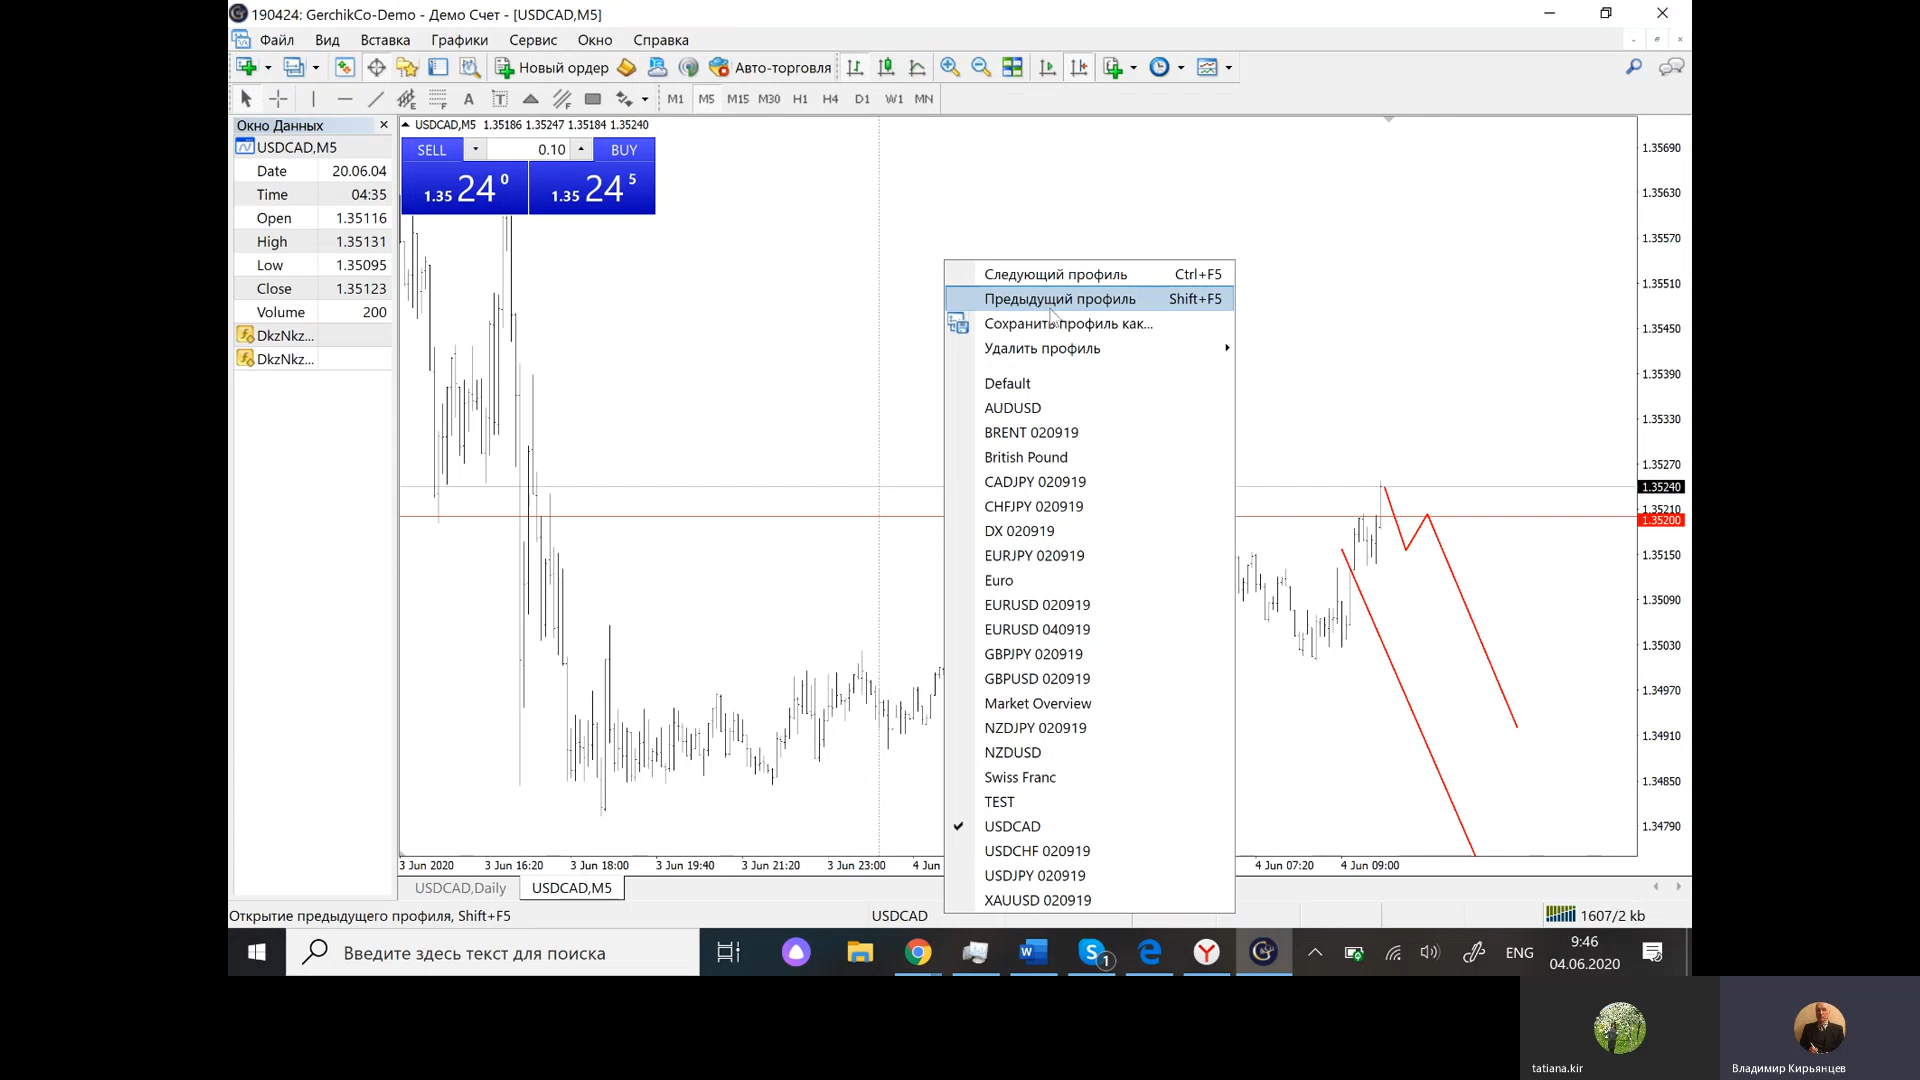 190424: GerchikCo-Demo - Демо Счет - [USDCAD,M5]
Файл Вид Вставка Графики Сервис Окно Справка
Новый ордер Авто-торговля
A T M1 M5 M15 M30 H1 H4 D1 W1 MN
Окно Данных
USDCAD,M5
Date 20.06.04
Time 04:35
Open 1.35116
High 1.35131
Low 1.35095
Close 1.35123
Volume 200
DkzNkz...
DkzNkz...
USDCAD,M5 1.35186 1.35247 1.35184 1.35240
SELL 0.10 BUY
1.35 24 0 1.35 24 5
Следующий профиль Ctrl+F5
Предыдущий профиль Shift+F5
Сохранить профиль как...
Удалить профиль
Default
AUDUSD
BRENT 020919
British Pound
CADJPY 020919
CHFJPY 020919
DX 020919
EURJPY 020919
Euro
EURUSD 020919
EURUSD 040919
GBPJPY 020919
GBPUSD 020919
Market Overview
NZDJPY 020919
NZDUSD
Swiss Franc
TEST
USDCAD
USDCHF 020919
USDJPY 020919
XAUUSD 020919
1.35690
1.35630
1.35570
1.35510
1.35450
1.35390
1.35330
1.35270
1.35240
1.35210
1.35200
1.35150
1.35090
1.35030
1.34970
1.34910
1.34850
1.34790
3 Jun 2020 3 Jun 16:20 3 Jun 18:00 3 Jun 19:40 3 Jun 21:20 3 Jun 23:00 4 Jun 4 Jun 07:20 4 Jun 09:00
USDCAD,Daily USDCAD,M5
Открытие предыдущего профиля, Shift+F5 USDCAD 1607/2 kb
Введите здесь текст для поиска
1
ENG
9:46
04.06.2020
tatiana.kir Владимир Кирьянцев